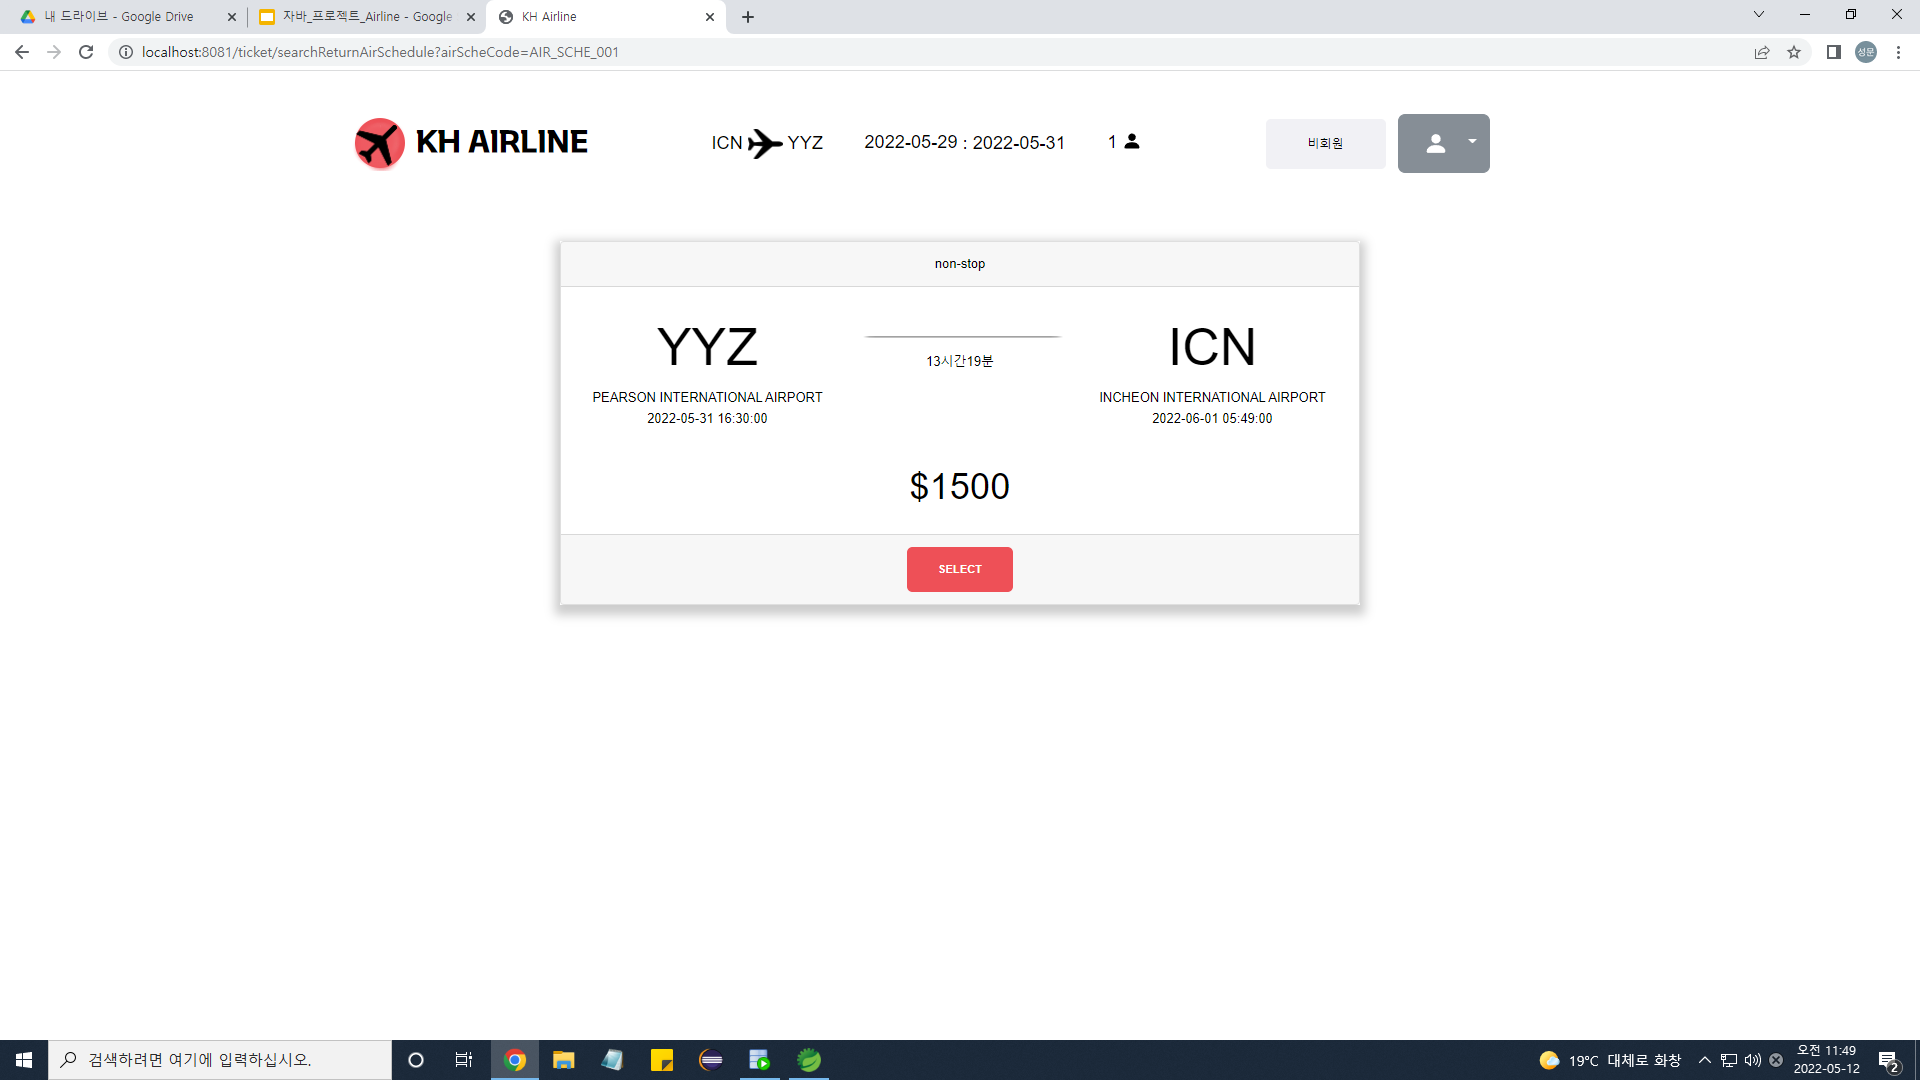 내 드라이브 - Google Drive
자바_프로젝트_Airline - Google
KH Airline
localhost:8081/ticket/searchReturnAirSchedule?airScheCode=AIR_SCHE_001
성문
KH AIRLINE
ICN YYZ
2022-05-29 : 2022-05-31
1
비회원
non-stop
YYZ
ICN
13시간19분
PEARSON INTERNATIONAL AIRPORT
INCHEON INTERNATIONAL AIRPORT
2022-05-31 16:30:00
2022-06-01 05:49:00
$1500
SELECT
검색하려면 여기에 입력하십시오.
19°C 대체로 화창
오전 11:49
2022-05-12
2